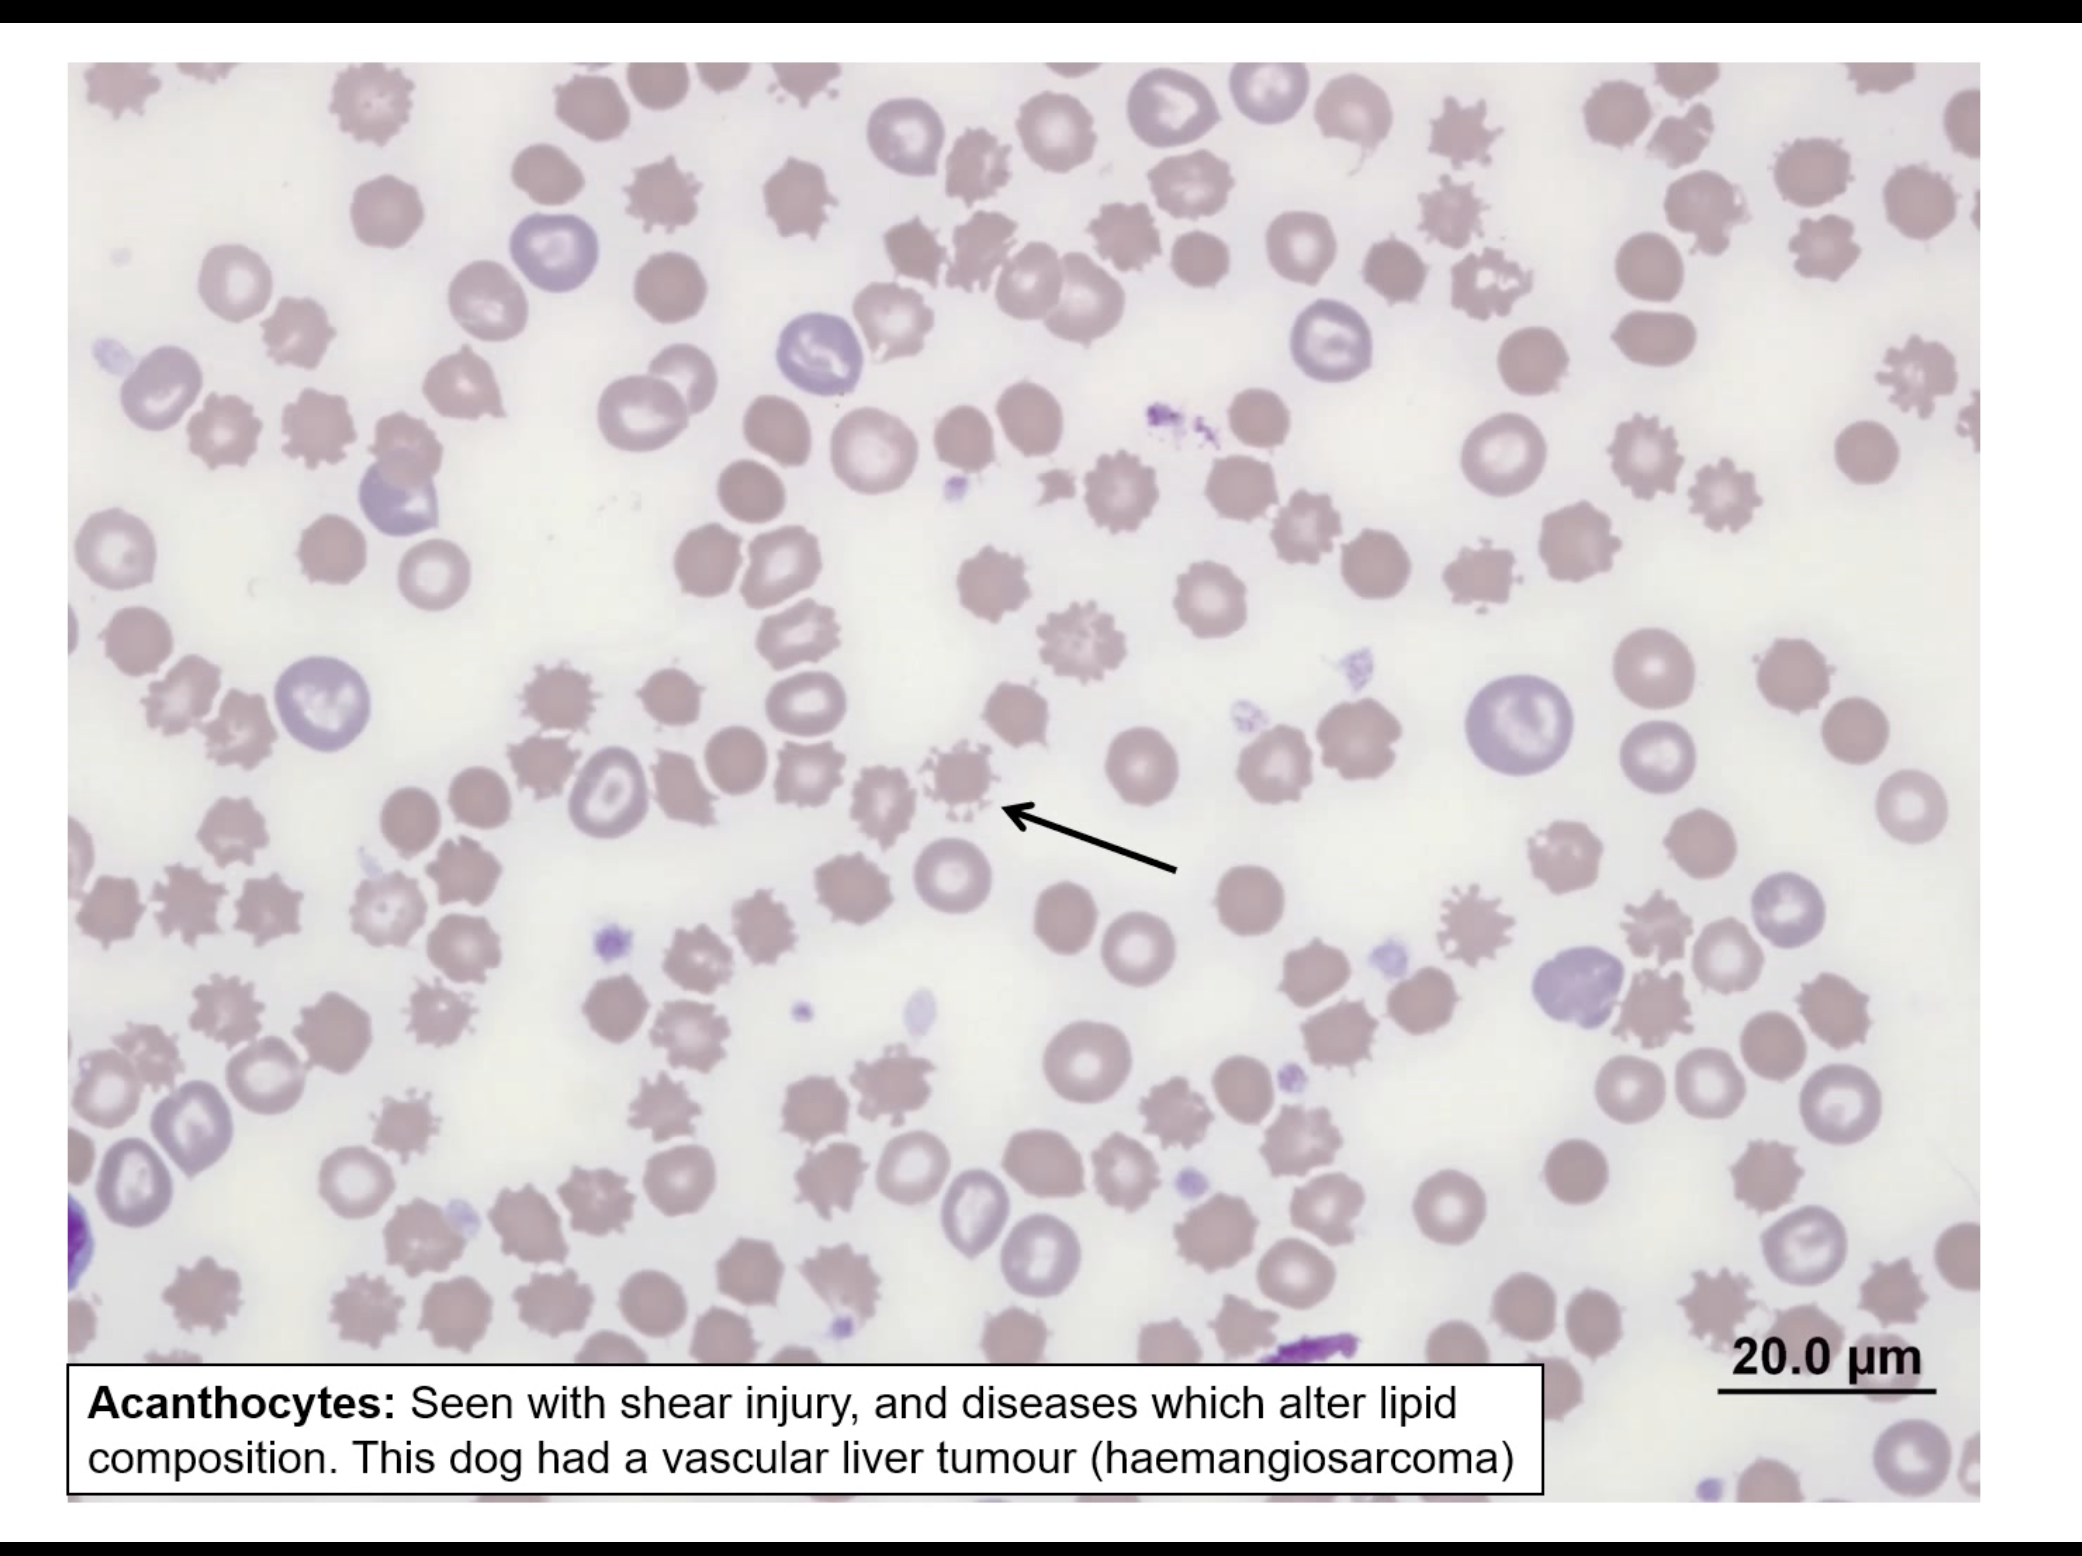 20.0 µm
Acanthocytes: Seen with shear injury, and diseases which alter lipid
composition. This dog had a vascular liver tumour (haemangiosarcoma)